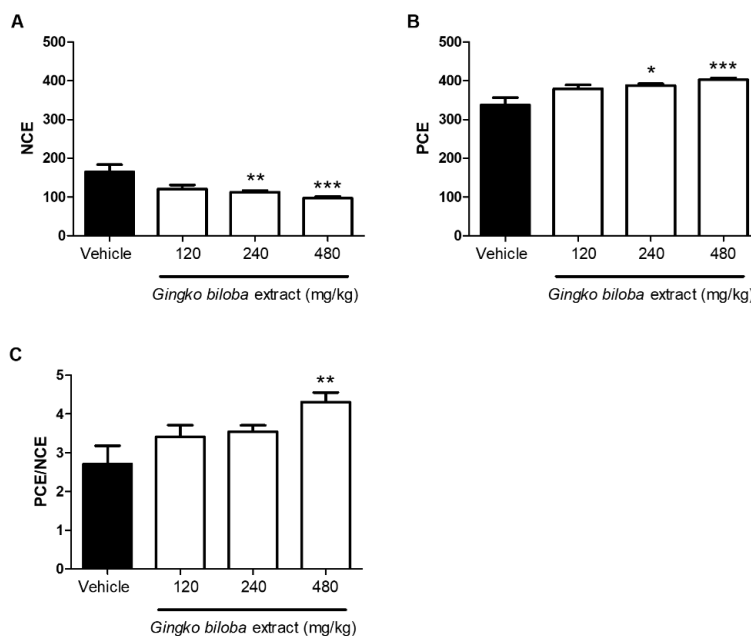 A
NCE
500
400
300
200
100
0
**
***
Vehicle
120
240
480
Gingko biloba extract (mg/kg)
B
PCE
500
400
300
200
100
0
*
***
Vehicle
120
240
480
Gingko biloba extract (mg/kg)
C
PCE/NCE
5
4
3
2
1
0
**
Vehicle
120
240
480
Gingko biloba extract (mg/kg)